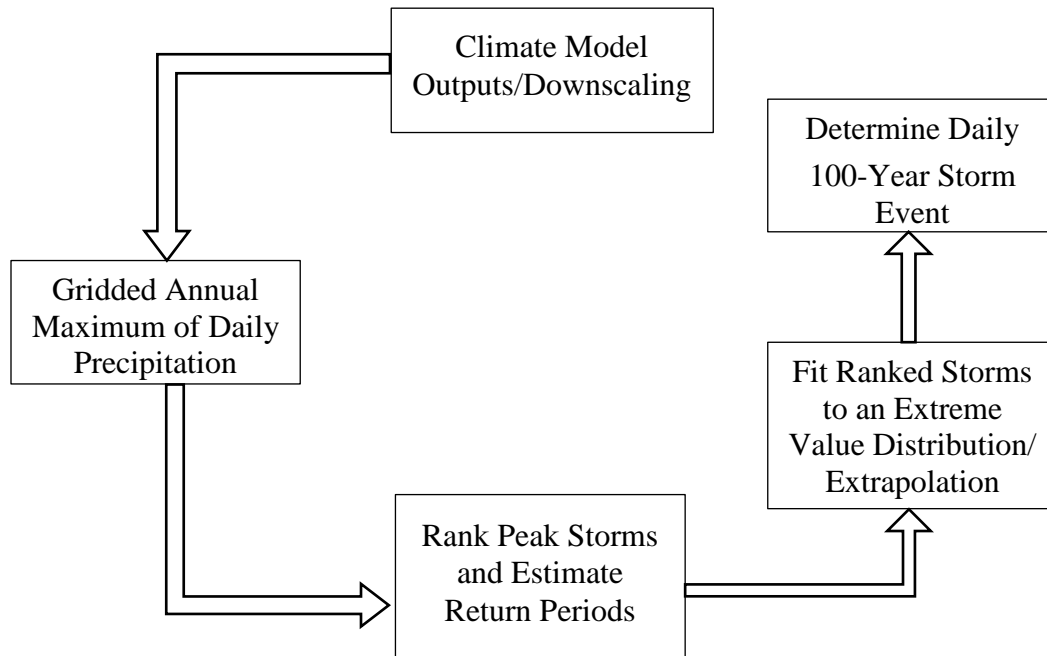 Climate Model
Outputs/Downscaling
Gridded Annual
Maximum of Daily
Precipitation
Rank Peak Storms
and Estimate
Return Periods
Fit Ranked Storms
to an Extreme
Value Distribution/
Extrapolation
Determine Daily
100-Year Storm
Event